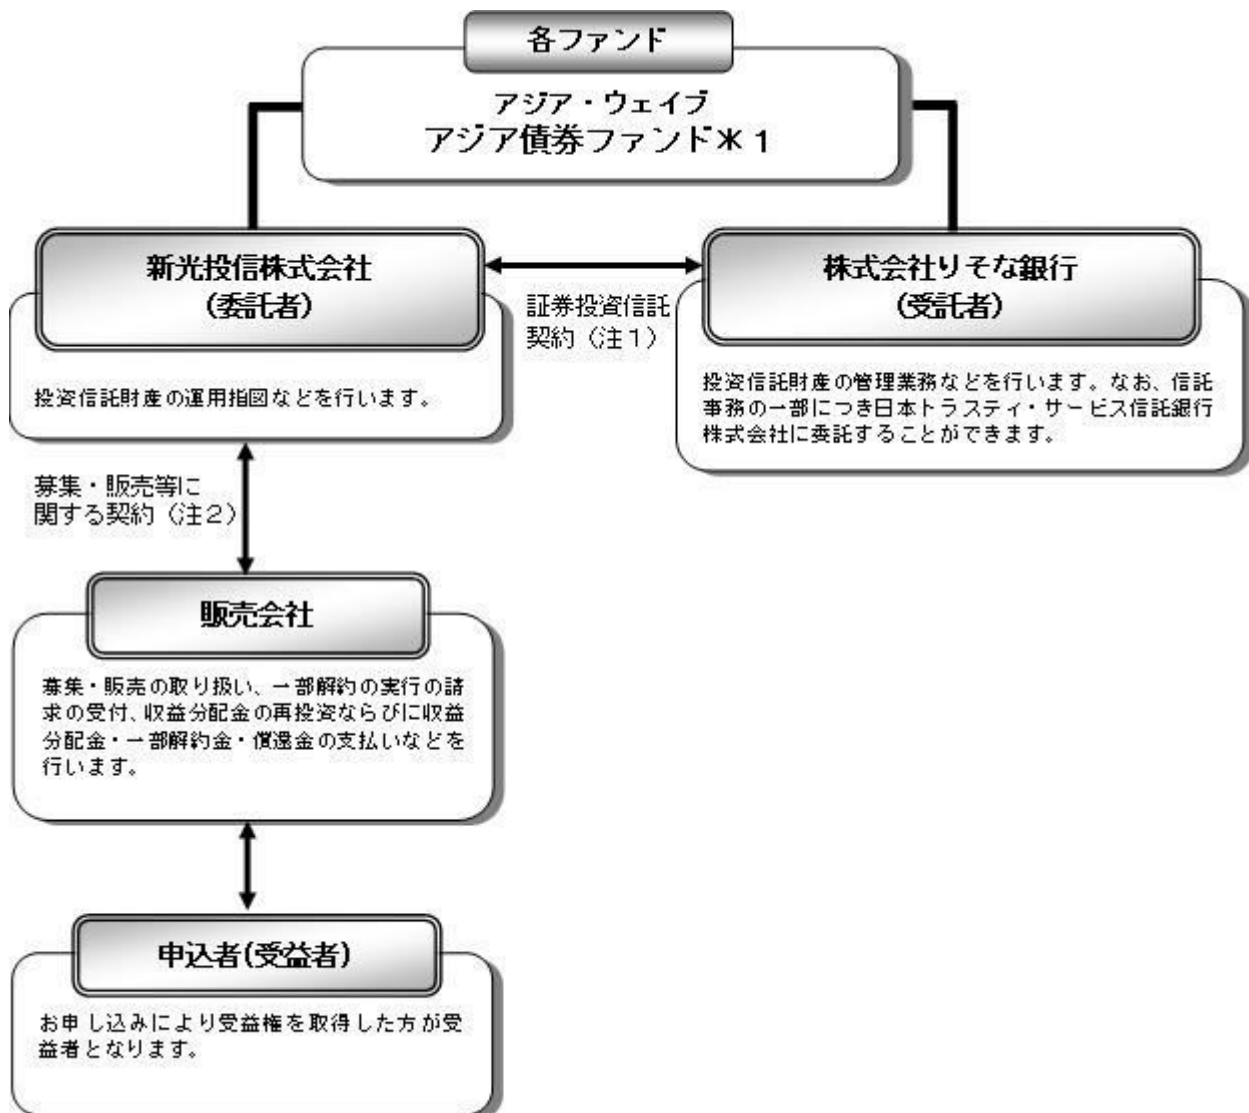 各ファンド
アジア・ウェイブ
アジア債券ファンド＊１
新光投信株式会社
(委託者)
投資信託財産の運用指図などを行います。
証券投資信託
契約（注１）
株式会社りそな銀行
(受託者)
投資信託財産の管理業務などを行います。なお、信託
事務の一部につき日本トラスティ・サービス信託銀行
株式会社に委託することができます。
募集・販売等に
関する契約（注２）
販売会社
募集・販売の取り扱い、一部解約の実行の請
求の受付、収益分配金の再投資ならびに収益
分配金・一部解約金・償還金の支払いなどを
行います。
申込者(受益者)
お申し込みにより受益権を取得した方が受
益者となります。